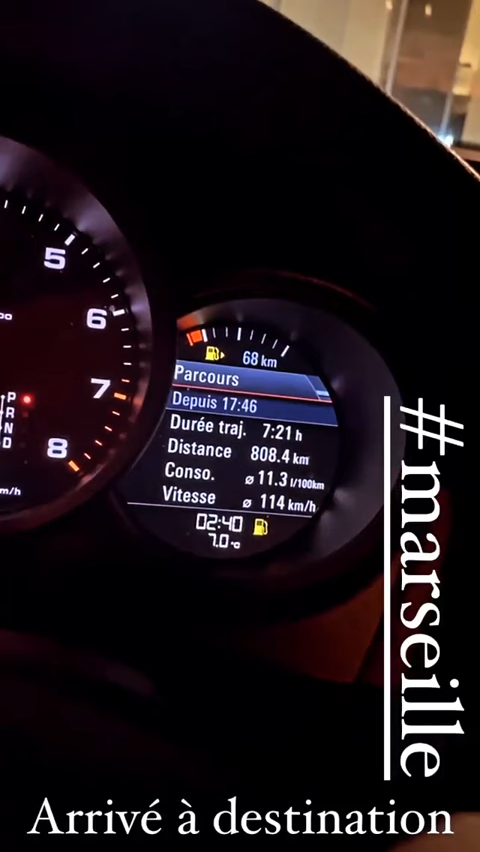 5
6
7
8
P
R
N
D
m/h
68 km
Parcours
Depuis 17:46
Durée traj. 7:21 h
Distance 808.4 km
Conso. ø 11.3 l/100km
Vitesse ø 114 km/h
02:40
7.0 °C
#marseille
Arrivé à destination